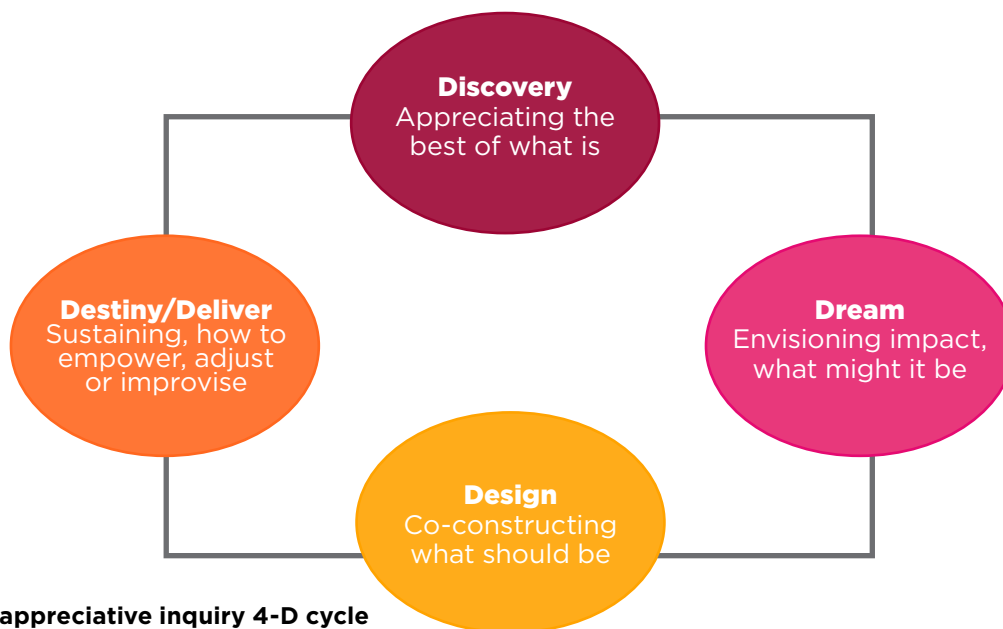 Discovery
Appreciating the
best of what is
Destiny/Deliver
Sustaining, how to
empower, adjust
or improvise
Dream
Envisioning impact,
what might it be
Design
Co-constructing
what should be
appreciative inquiry 4-D cycle